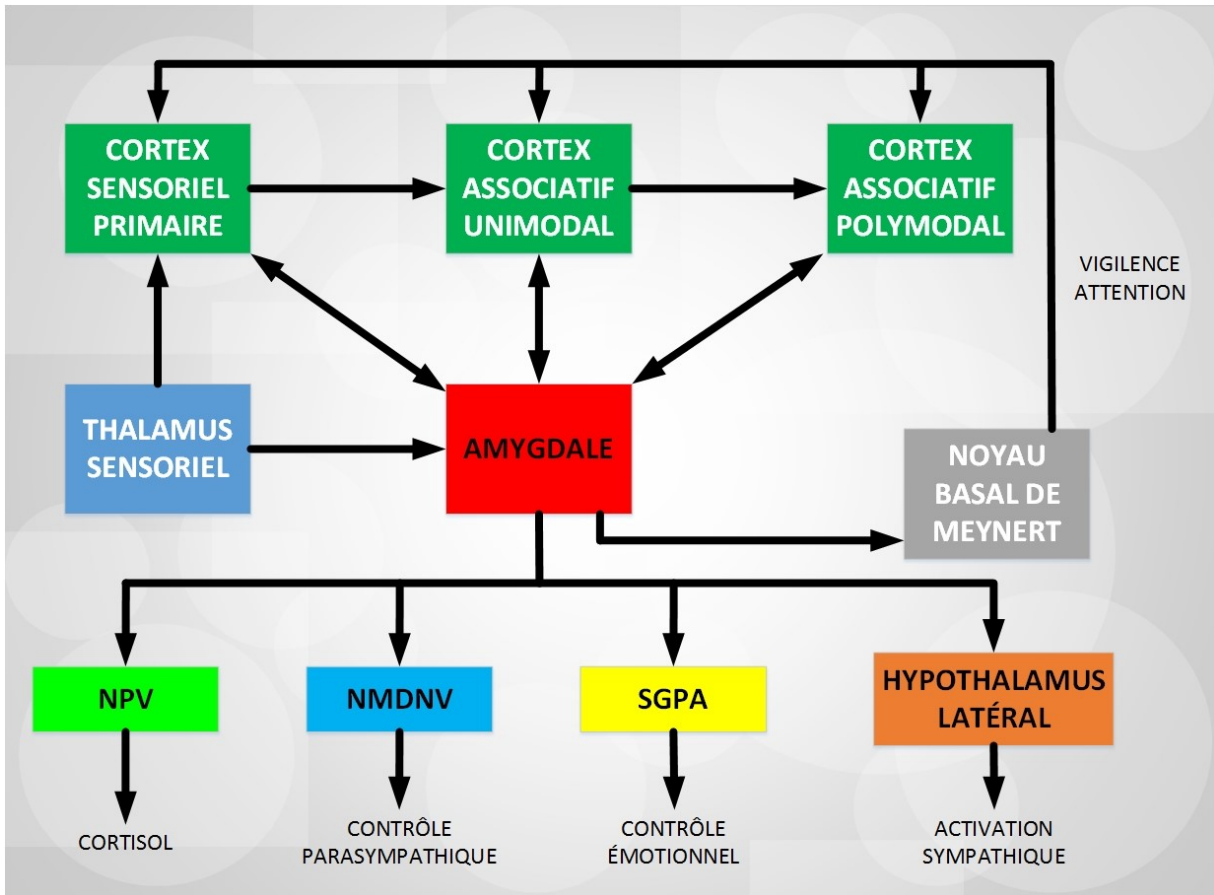 CORTEX
SENSORIEL
PRIMAIRE
CORTEX
ASSOCIATIF
UNIMODAL
CORTEX
ASSOCIATIF
POLYMODAL
VIGILENCE
ATTENTION
THALAMUS
SENSORIEL
AMYGDALE
NOYAU
BASAL DE
MEYNERT
NPV
NMDNV
SGPA
HYPOTHALAMUS
LATÉRAL
CORTISOL
CONTRÔLE
PARASYMPATHIQUE
CONTRÔLE
ÉMOTIONNEL
ACTIVATION
SYMPATHIQUE